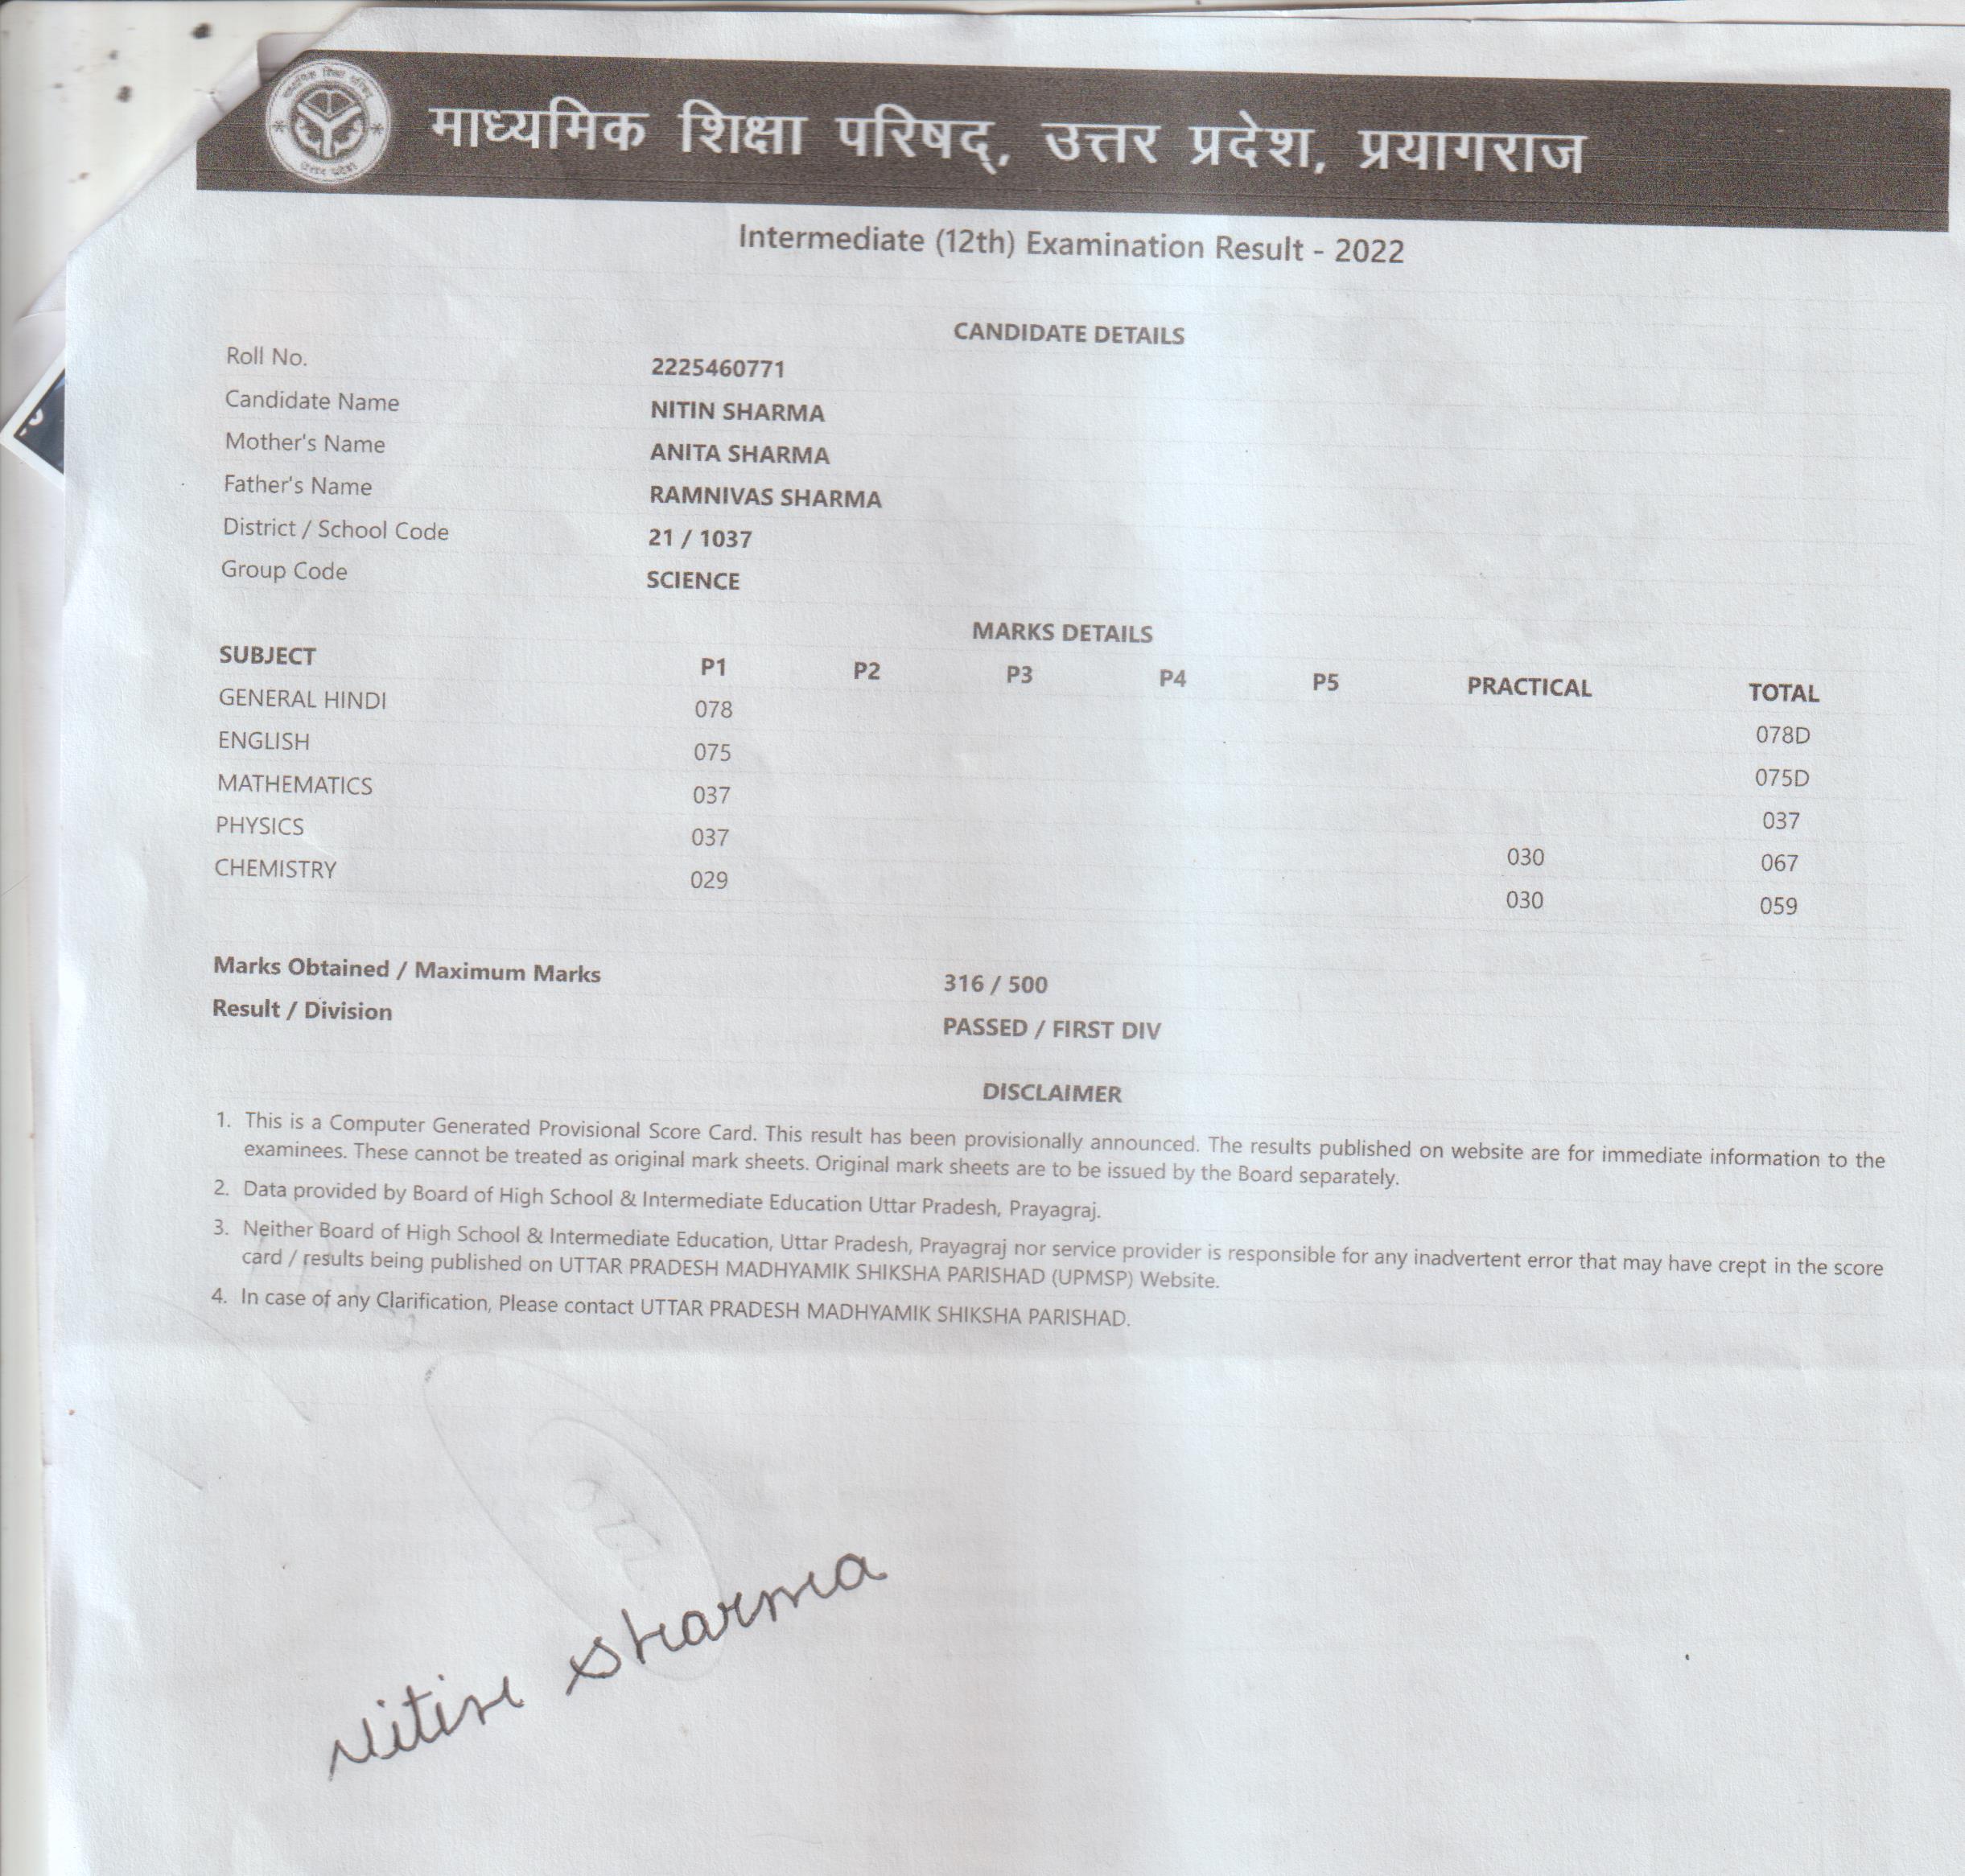 माध्यमिक शिक्षा परिषद्, उत्तर प्रदेश, प्रयागराज
Intermediate (12th) Examination Result - 2022
CANDIDATE DETAILS
Roll No. 2225460771
Candidate Name NITIN SHARMA
Mother's Name ANITA SHARMA
Father's Name RAMNIVAS SHARMA
District / School Code 21 / 1037
Group Code SCIENCE
MARKS DETAILS
SUBJECT P1 P2 P3 P4 P5 PRACTICAL TOTAL
GENERAL HINDI 078 078D
ENGLISH 075 075D
MATHEMATICS 037 037
PHYSICS 037 030 067
CHEMISTRY 029 030 059
Marks Obtained / Maximum Marks 316 / 500
Result / Division PASSED / FIRST DIV
DISCLAIMER
1. This is a Computer Generated Provisional Score Card. This result has been provisionally announced. The results published on website are for immediate information to the
examinees. These cannot be treated as original mark sheets. Original mark sheets are to be issued by the Board separately.
2. Data provided by Board of High School & Intermediate Education Uttar Pradesh, Prayagraj.
3. Neither Board of High School & Intermediate Education, Uttar Pradesh, Prayagraj nor service provider is responsible for any inadvertent error that may have crept in the score
card / results being published on UTTAR PRADESH MADHYAMIK SHIKSHA PARISHAD (UPMSP) Website.
4. In case of any Clarification, Please contact UTTAR PRADESH MADHYAMIK SHIKSHA PARISHAD.
Nitin sharma